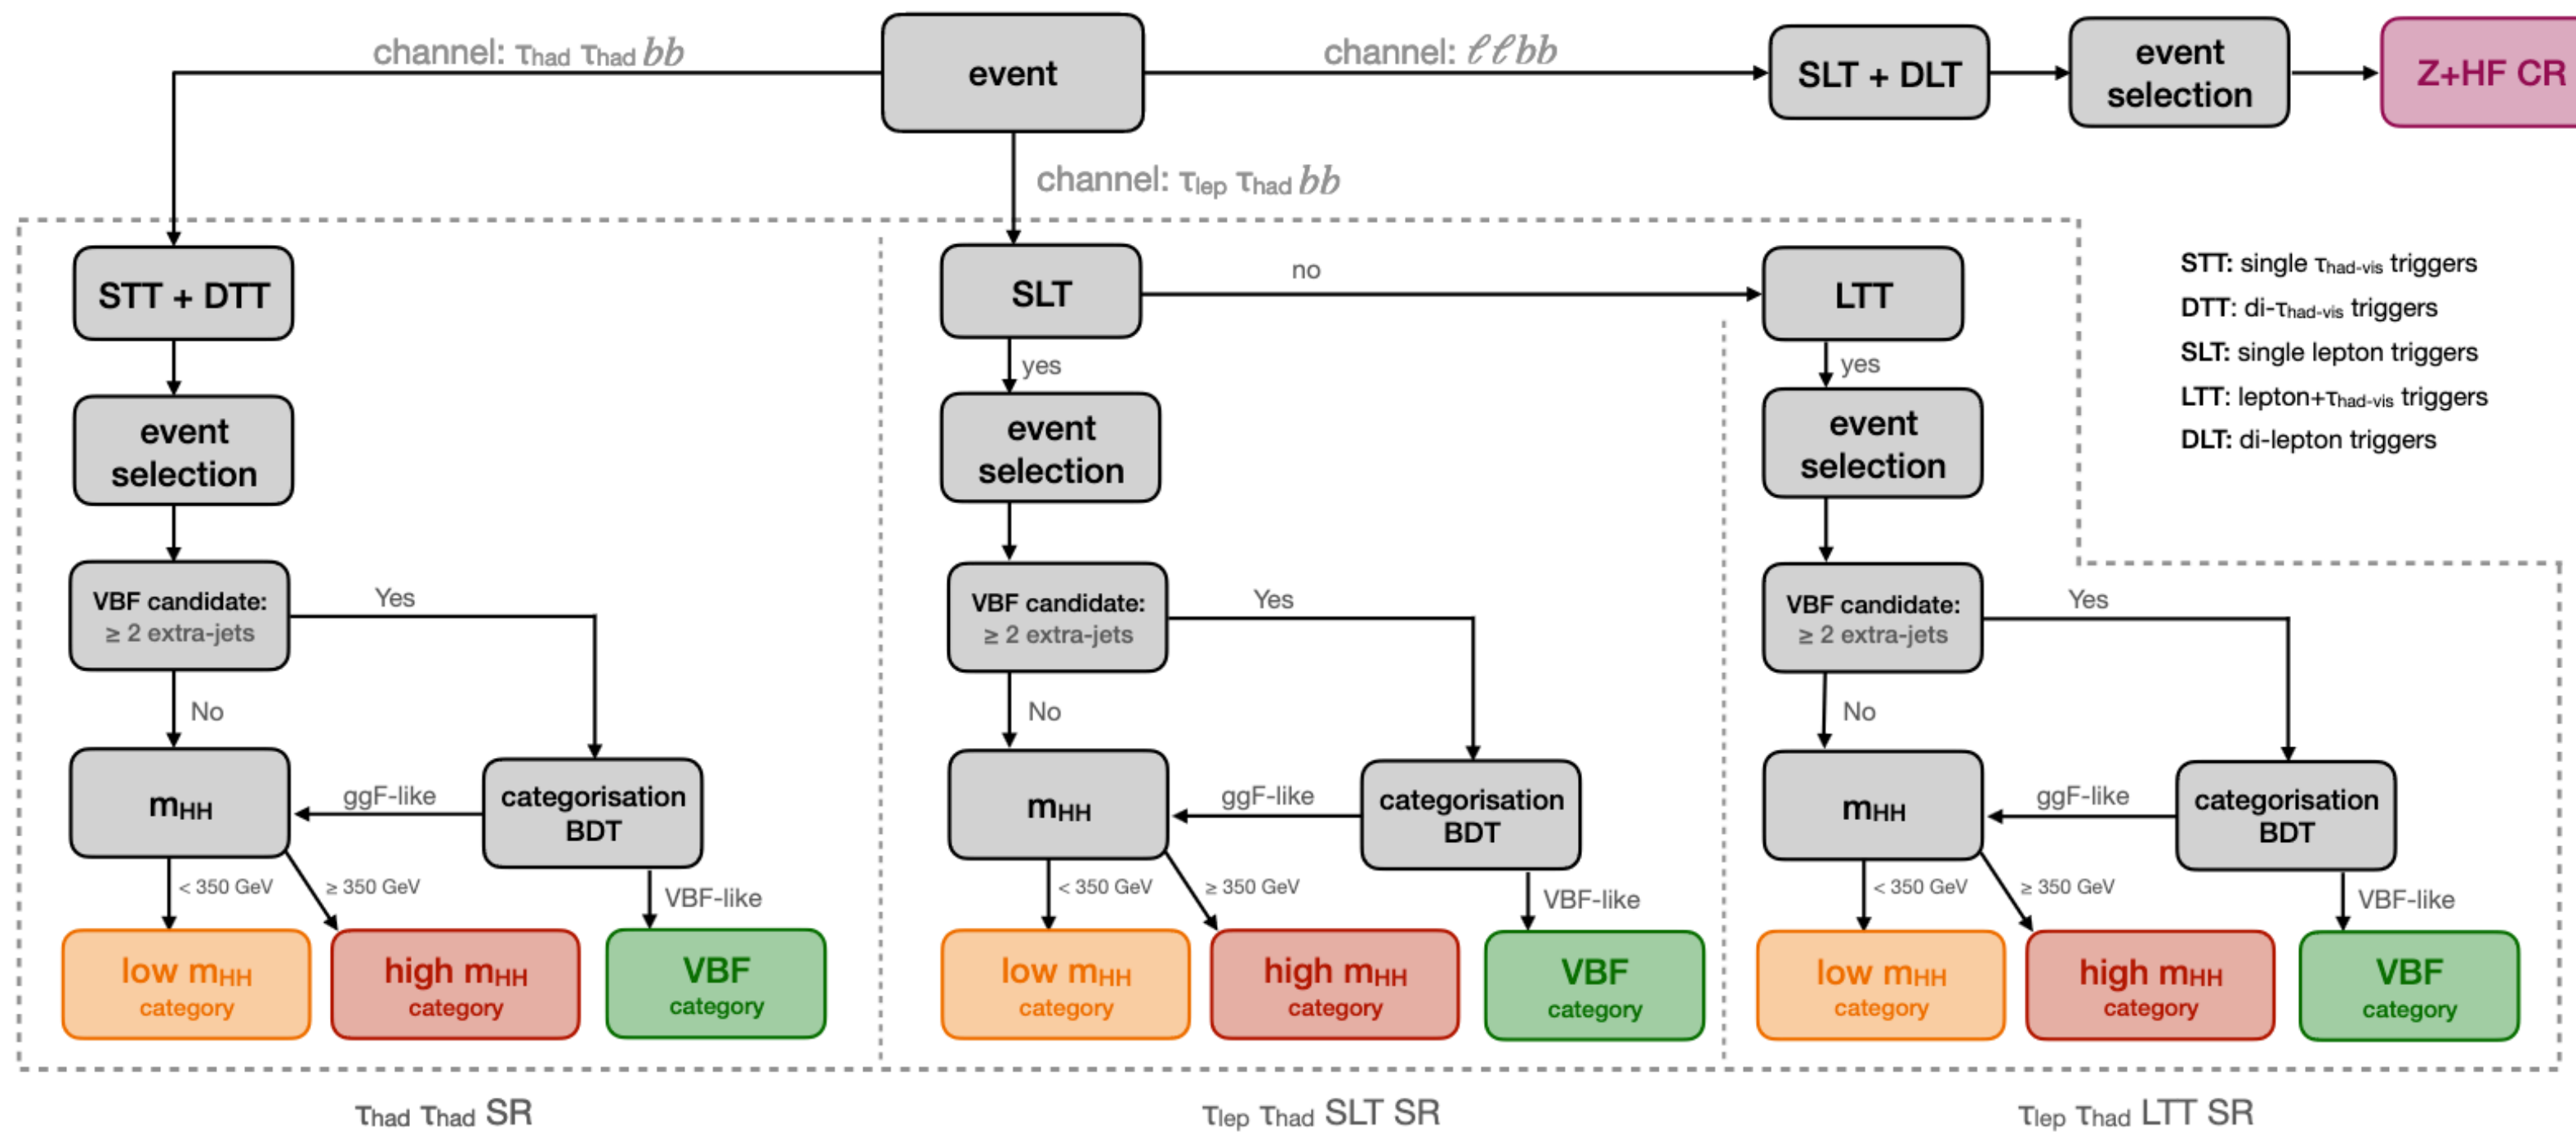 channel: τhad τhad bb
event
channel: ℓℓbb
SLT + DLT
event
selection
Z+HF CR
channel: τlep τhad bb
STT + DTT
SLT
no
LTT
STT: single τhad-vis triggers
DTT: di-τhad-vis triggers
SLT: single lepton triggers
LTT: lepton+τhad-vis triggers
DLT: di-lepton triggers
yes
yes
event
selection
event
selection
event
selection
VBF candidate:
≥ 2 extra-jets
Yes
VBF candidate:
≥ 2 extra-jets
Yes
VBF candidate:
≥ 2 extra-jets
Yes
No
No
No
mHH
ggF-like
categorisation
BDT
mHH
ggF-like
categorisation
BDT
mHH
ggF-like
categorisation
BDT
< 350 GeV
≥ 350 GeV
VBF-like
< 350 GeV
≥ 350 GeV
VBF-like
< 350 GeV
≥ 350 GeV
VBF-like
low mHH
category
high mHH
category
VBF
category
low mHH
category
high mHH
category
VBF
category
low mHH
category
high mHH
category
VBF
category
τhad τhad SR
τlep τhad SLT SR
τlep τhad LTT SR